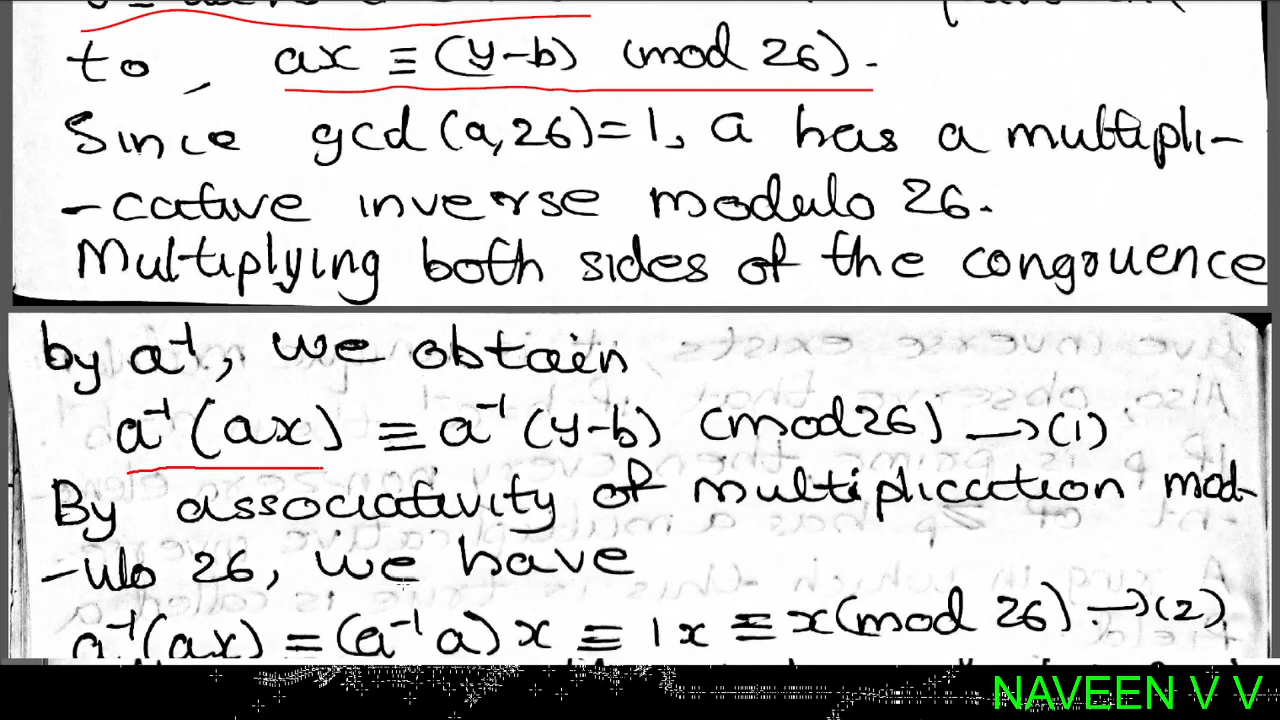 to, ax ≡ (y-b) (mod 26).
Since gcd(a,26)=1, a has a multipli-
-cative inverse modulo 26.
Multiplying both sides of the congruence
by a⁻¹, we obtain
a⁻¹(ax) ≡ a⁻¹(y-b) (mod 26) →(1)
By associativity of multiplication mod-
-ulo 26, we have
a⁻¹(ax) = (a⁻¹a)x ≡ 1x ≡ x(mod 26) →(2).
NAVEEN V V